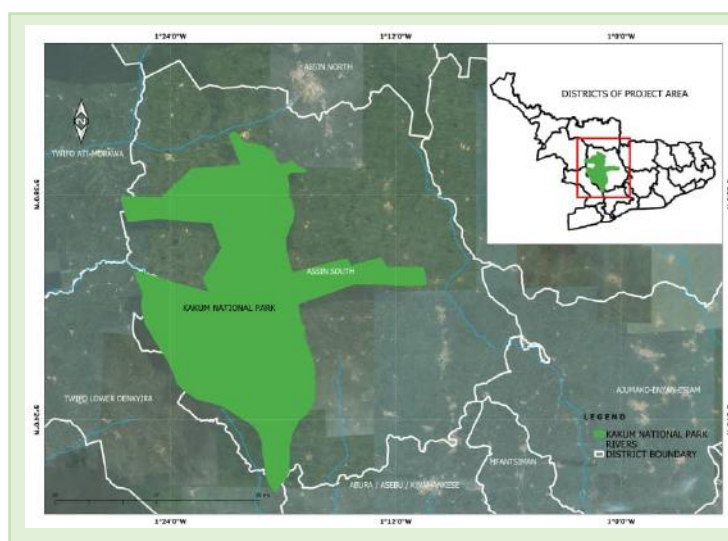 1°24'0"W 1°12'0"W 1°0'0"W
ASSIN NORTH
DISTRICTS OF PROJECT AREA
TWIFO ATI-MORKWA
ASSIN SOUTH
KAKUM NATIONAL PARK
TWIFO LOWER DENKYIRA
AJUMAKO-ENYAN-ESIAM
LEGEND
KAKUM NATIONAL PARK
RIVERS
DISTRICT BOUNDARY
MFANTSIMAN
ABURA / ASEBU / KWAMANKESE
1°24'0"W 1°12'0"W 1°0'0"W